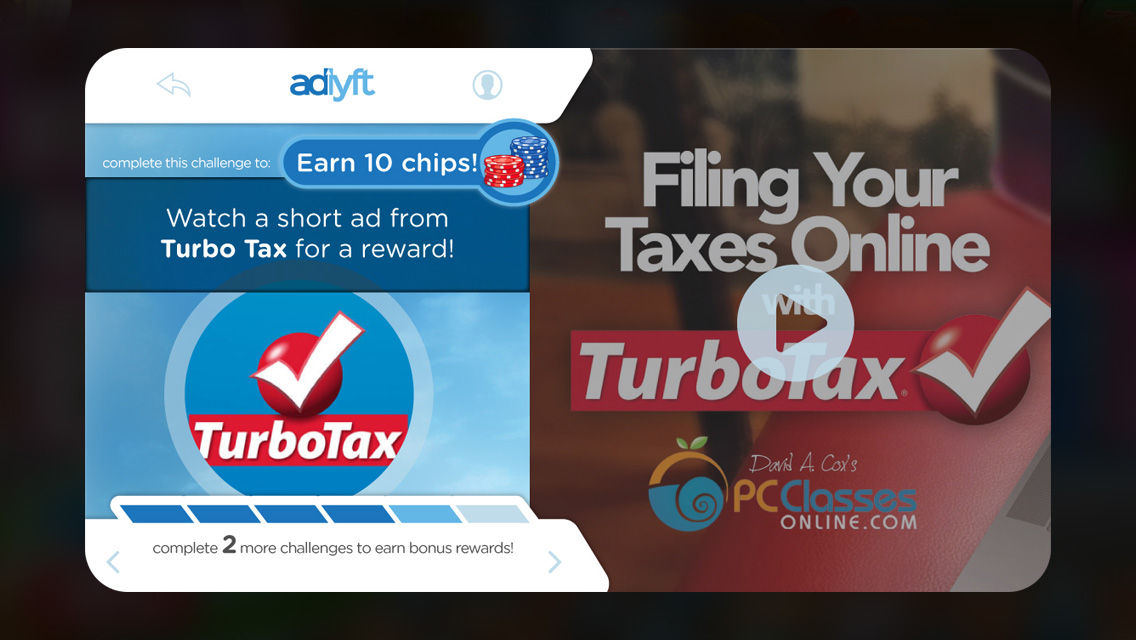 adlyft
complete this challenge to:
Earn 10 chips!
Watch a short ad from
Turbo Tax for a reward!
TurboTax
complete 2 more challenges to earn bonus rewards!
Filing Your
Taxes Online
with
TurboTax®
David A. Cox's
PCClasses
ONLINE.COM